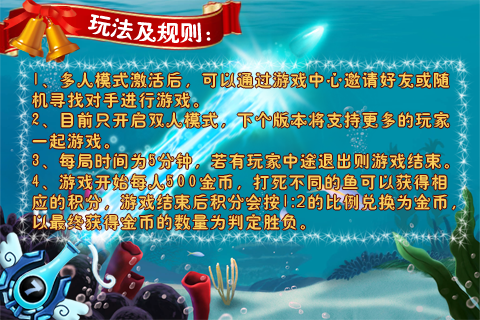 玩法及规则：
1、多人模式激活后，可以通过游戏中心邀请好友或随
机寻找对手进行游戏。
2、目前只开启双人模式，下个版本将支持更多的玩家
一起游戏。
3、每局时间为5分钟，若有玩家中途退出则游戏结束。
4、游戏开始每人500金币，打死不同的鱼可以获得相
应的积分，游戏结束后积分会按1:2的比例兑换为金币，
以最终获得金币的数量为判定胜负。